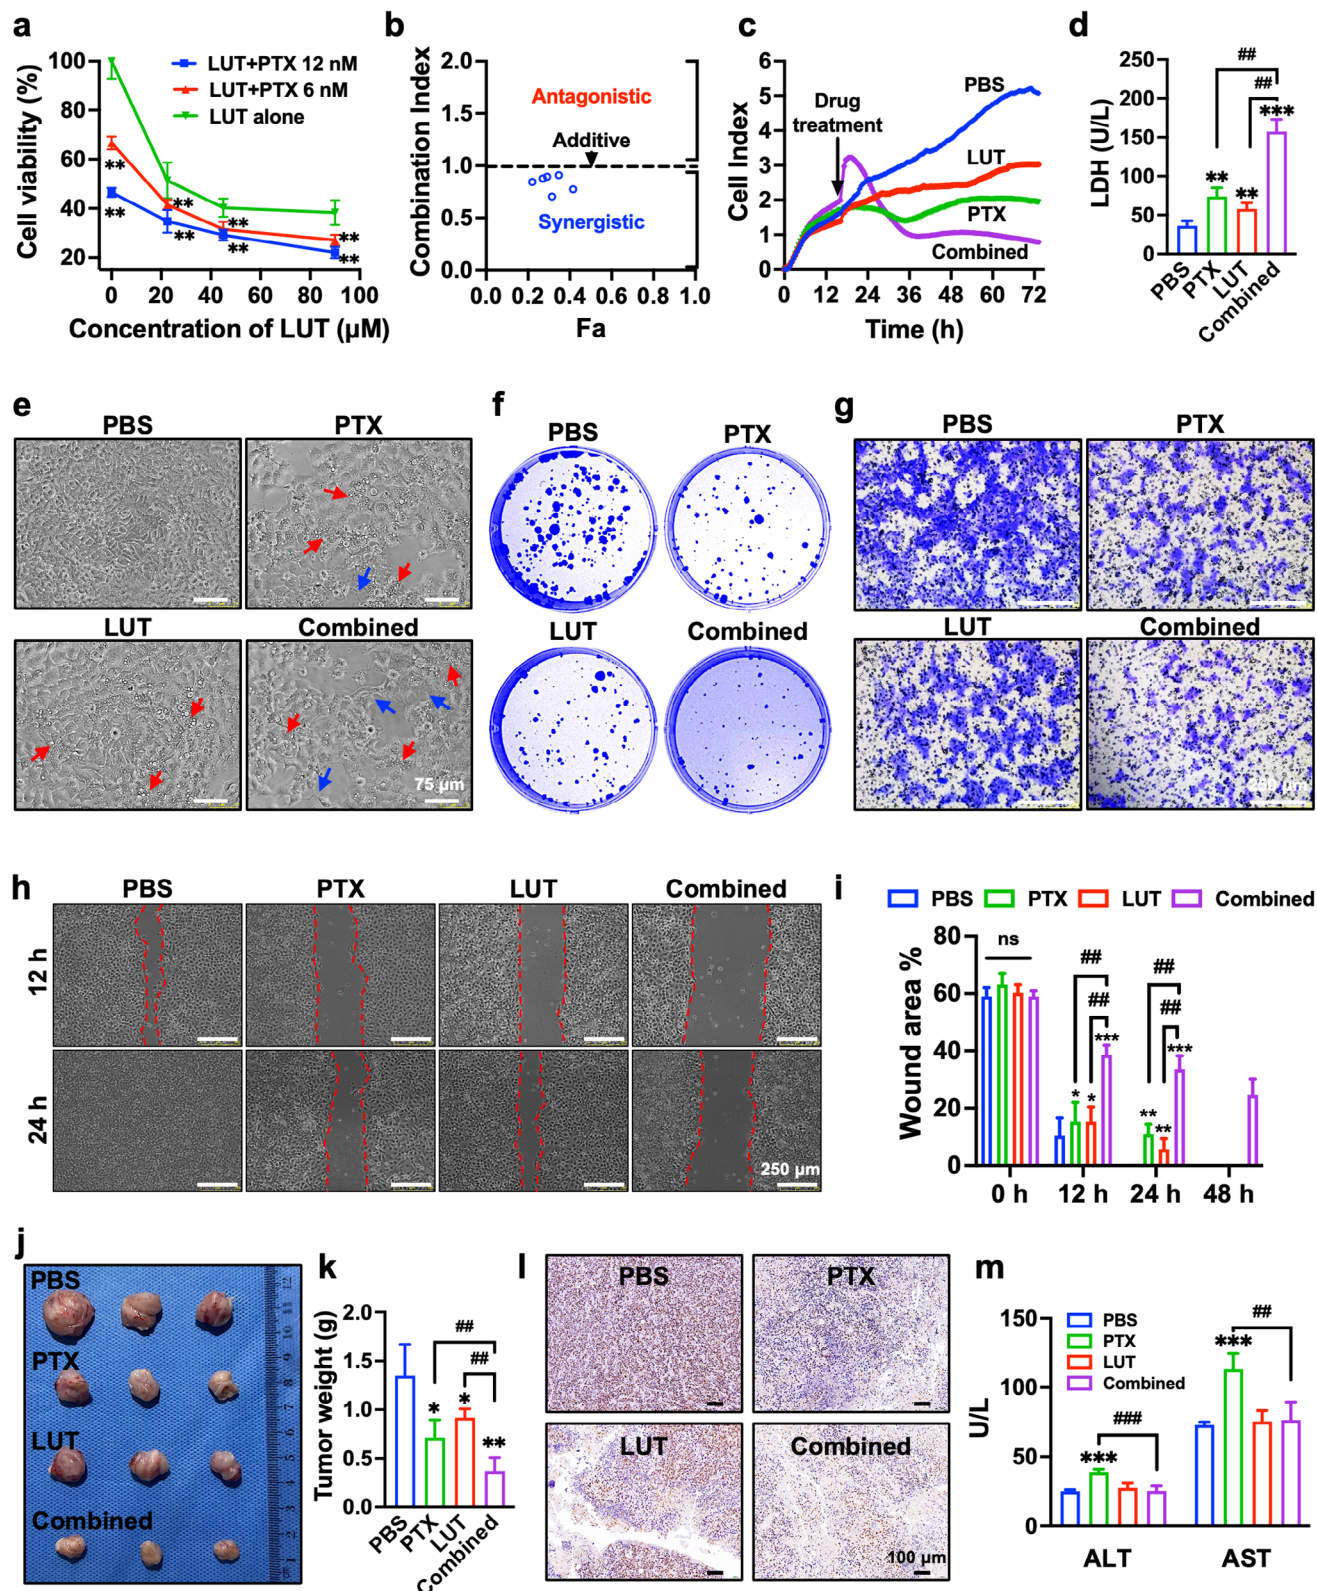 a
Cell viability (%)
100
80
60
40
20
LUT+PTX 12 nM
LUT+PTX 6 nM
LUT alone
**
**
**
**
**
**
**
**
0 20 40 60 80 100
Concentration of LUT (μM)
b
Combination Index
2.0
1.5
1.0
0.5
0.0
Antagonistic
Additive
Synergistic
0.0 0.2 0.4 0.6 0.8 1.0
Fa
c
Cell Index
6
5
4
3
2
1
0
Drug
treatment
PBS
LUT
PTX
Combined
0 12 24 36 48 60 72
Time (h)
d
LDH (U/L)
250
200
150
100
50
0
##
##
***
**
**
PBS
PTX
LUT
Combined
e
PBS PTX
LUT Combined
75 μm
f
PBS PTX
LUT Combined
g
PBS PTX
LUT Combined
250 μm
h
PBS PTX LUT Combined
12 h
24 h
250 μm
i
PBS PTX LUT Combined
Wound area %
80
60
40
20
0
ns
##
##
***
* *
##
##
***
**
**
0 h 12 h 24 h 48 h
j
PBS
PTX
LUT
Combined
k
Tumor weight (g)
2.0
1.5
1.0
0.5
0.0
##
##
*
*
**
PBS
PTX
LUT
Combined
l
PBS PTX
LUT Combined
100 μm
m
U/L
150
100
50
0
PBS
PTX
LUT
Combined
***
###
***
##
ALT AST